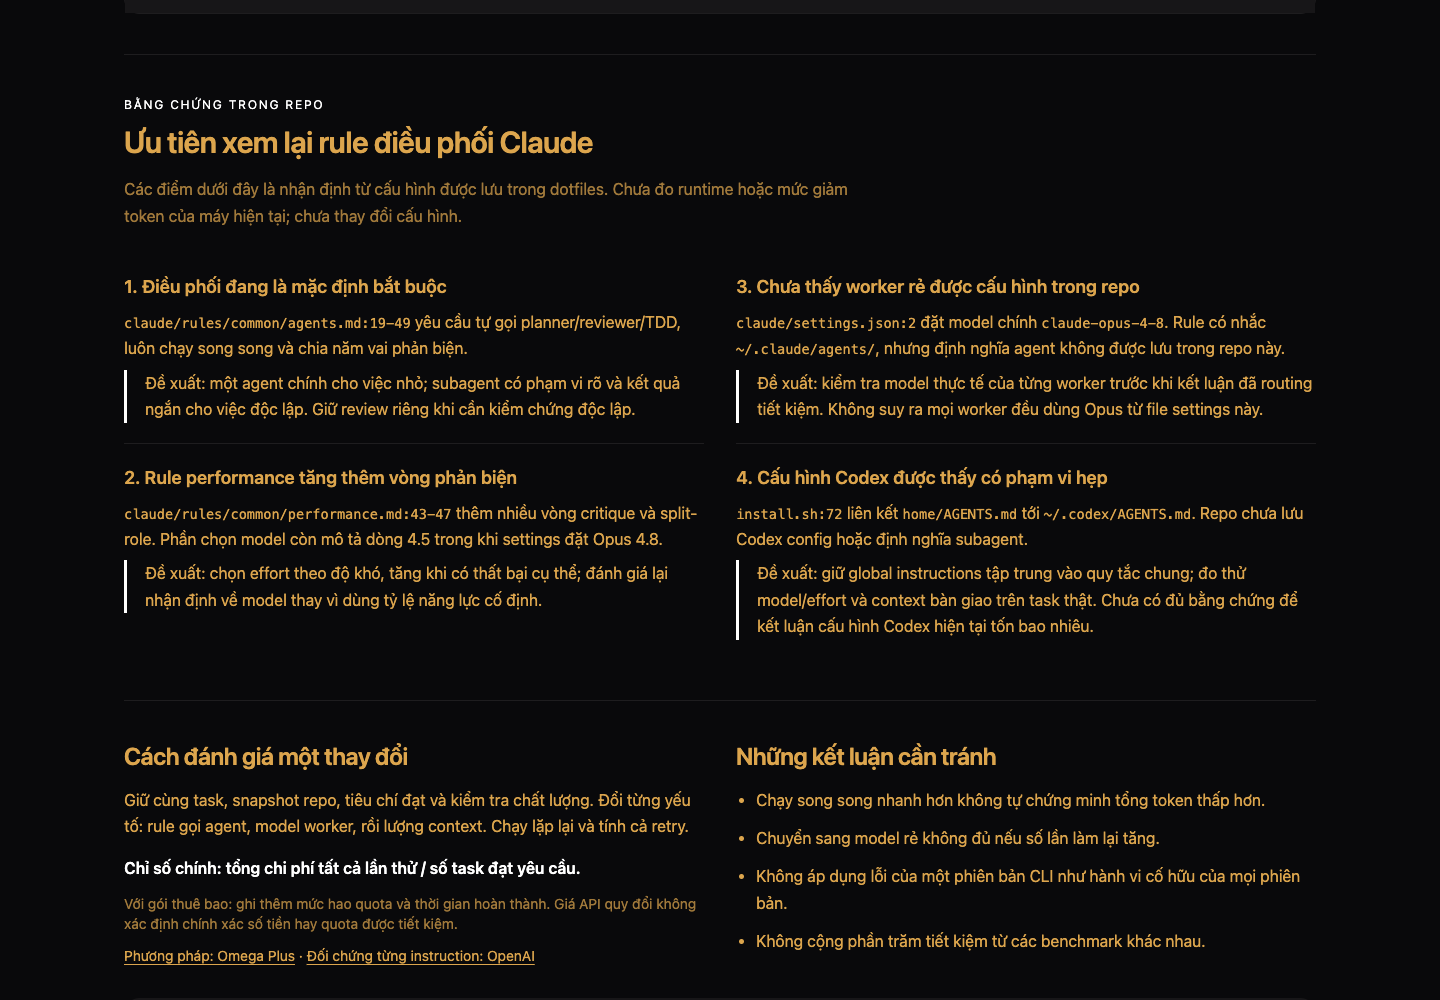 BẰNG CHỨNG TRONG REPO
Ưu tiên xem lại rule điều phối Claude
Các điểm dưới đây là nhận định từ cấu hình được lưu trong dotfiles. Chưa đo runtime hoặc mức giảm
token của máy hiện tại; chưa thay đổi cấu hình.
1. Điều phối đang là mặc định bắt buộc
claude/rules/common/agents.md:19–49 yêu cầu tự gọi planner/reviewer/TDD,
luôn chạy song song và chia năm vai phản biện.
Đề xuất: một agent chính cho việc nhỏ; subagent có phạm vi rõ và kết quả
ngắn cho việc độc lập. Giữ review riêng khi cần kiểm chứng độc lập.
2. Rule performance tăng thêm vòng phản biện
claude/rules/common/performance.md:43–47 thêm nhiều vòng critique và split-
role. Phần chọn model còn mô tả dòng 4.5 trong khi settings đặt Opus 4.8.
Đề xuất: chọn effort theo độ khó, tăng khi có thất bại cụ thể; đánh giá lại
nhận định về model thay vì dùng tỷ lệ năng lực cố định.
3. Chưa thấy worker rẻ được cấu hình trong repo
claude/settings.json:2 đặt model chính claude-opus-4-8. Rule có nhắc
~/.claude/agents/, nhưng định nghĩa agent không được lưu trong repo này.
Đề xuất: kiểm tra model thực tế của từng worker trước khi kết luận đã routing
tiết kiệm. Không suy ra mọi worker đều dùng Opus từ file settings này.
4. Cấu hình Codex được thấy có phạm vi hẹp
install.sh:72 liên kết home/AGENTS.md tới ~/.codex/AGENTS.md. Repo chưa lưu
Codex config hoặc định nghĩa subagent.
Đề xuất: giữ global instructions tập trung vào quy tắc chung; đo thử
model/effort và context bàn giao trên task thật. Chưa có đủ bằng chứng để
kết luận cấu hình Codex hiện tại tốn bao nhiêu.
Cách đánh giá một thay đổi
Giữ cùng task, snapshot repo, tiêu chí đạt và kiểm tra chất lượng. Đổi từng yếu
tố: rule gọi agent, model worker, rồi lượng context. Chạy lặp lại và tính cả retry.
Chỉ số chính: tổng chi phí tất cả lần thử / số task đạt yêu cầu.
Với gói thuê bao: ghi thêm mức hao quota và thời gian hoàn thành. Giá API quy đổi không
xác định chính xác số tiền hay quota được tiết kiệm.
Phương pháp: Omega Plus · Đối chứng từng instruction: OpenAI
Những kết luận cần tránh
• Chạy song song nhanh hơn không tự chứng minh tổng token thấp hơn.
• Chuyển sang model rẻ không đủ nếu số lần làm lại tăng.
• Không áp dụng lỗi của một phiên bản CLI như hành vi cố hữu của mọi phiên
bản.
• Không cộng phần trăm tiết kiệm từ các benchmark khác nhau.